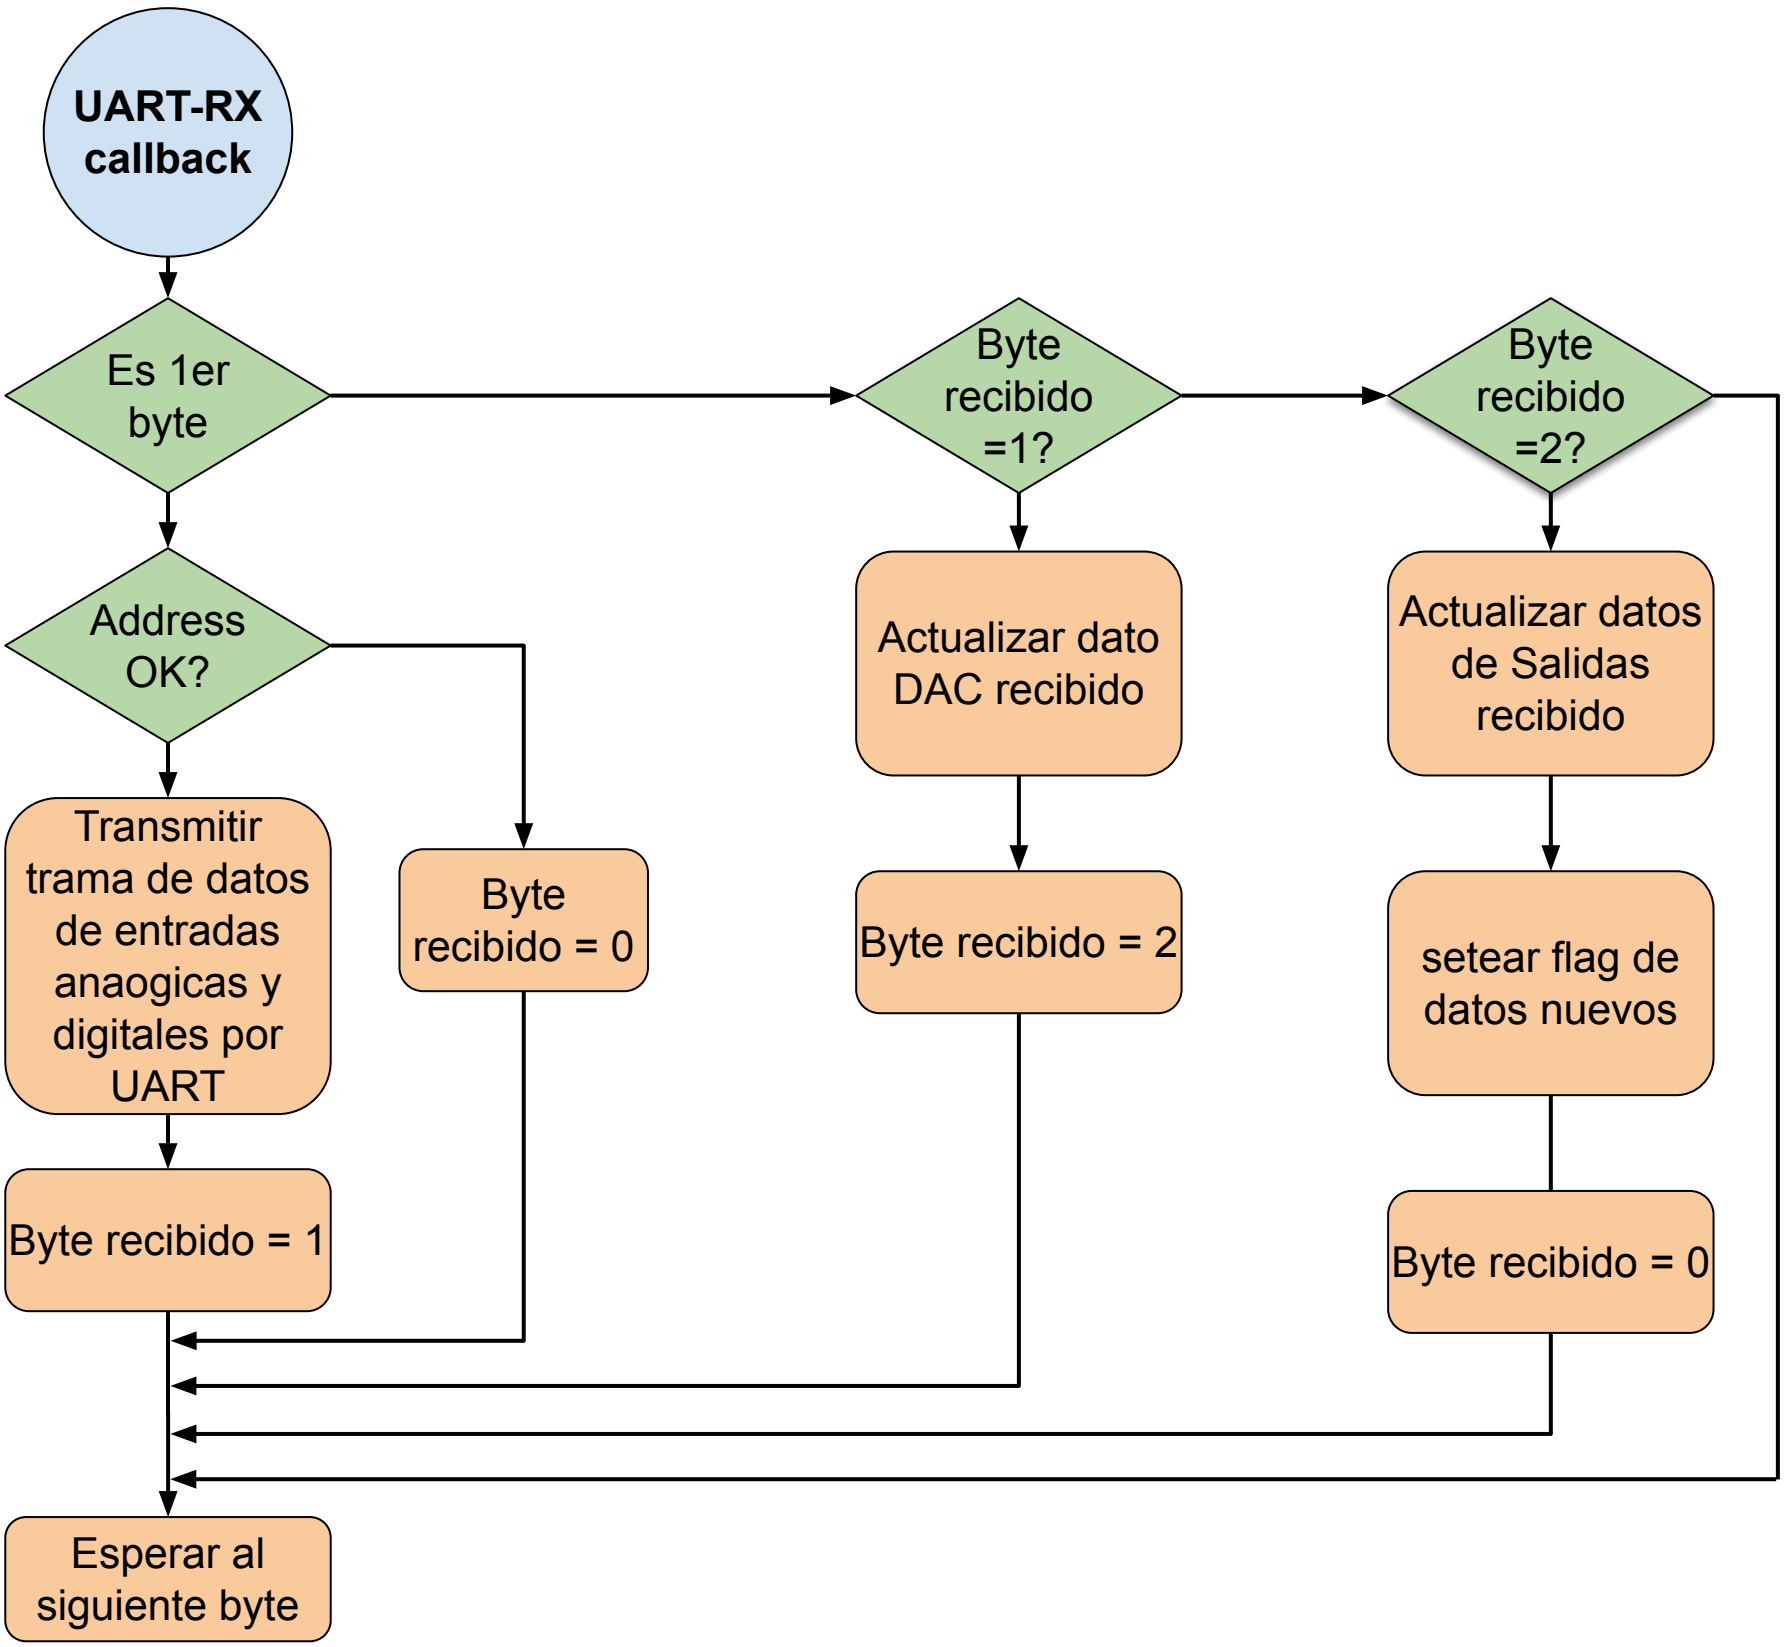 UART-RX
callback
Es 1er
byte
Byte
recibido
=1?
Byte
recibido
=2?
Address
OK?
Actualizar dato
DAC recibido
Actualizar datos
de Salidas
recibido
Transmitir
trama de datos
de entradas
anaogicas y
digitales por
UART
Byte
recibido = 0
Byte recibido = 2
setear flag de
datos nuevos
Byte recibido = 1
Byte recibido = 0
Esperar al
siguiente byte